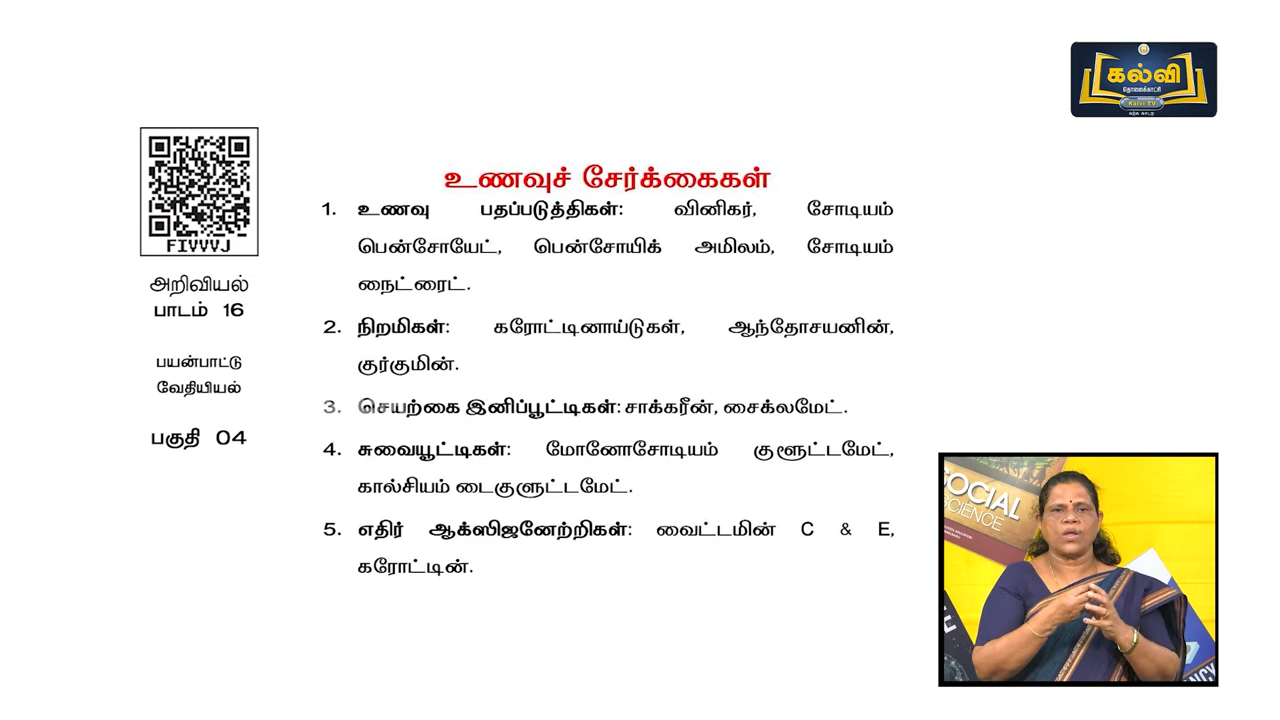 கல்வி
தொலைக்காட்சி
Kalvi TV
FIVVVJ
அறிவியல்
பாடம் 16
பயன்பாட்டு
வேதியியல்
பகுதி 04
உணவுச் சேர்க்கைகள்
1. உணவு பதப்படுத்திகள்: வினிகர், சோடியம்
பென்சோயேட், பென்சோயிக் அமிலம், சோடியம்
நைட்ரைட்.
2. நிறமிகள்: கரோட்டினாய்டுகள், ஆந்தோசயனின்,
குர்குமின்.
3. செயற்கை இனிப்பூட்டிகள்: சாக்கரீன், சைக்லமேட்.
4. சுவையூட்டிகள்: மோனோசோடியம் குளூட்டமேட்,
கால்சியம் டைகுளுட்டமேட்.
5. எதிர் ஆக்ஸிஜனேற்றிகள்: வைட்டமின் C & E,
கரோட்டின்.
SOCIAL
SCIENCE